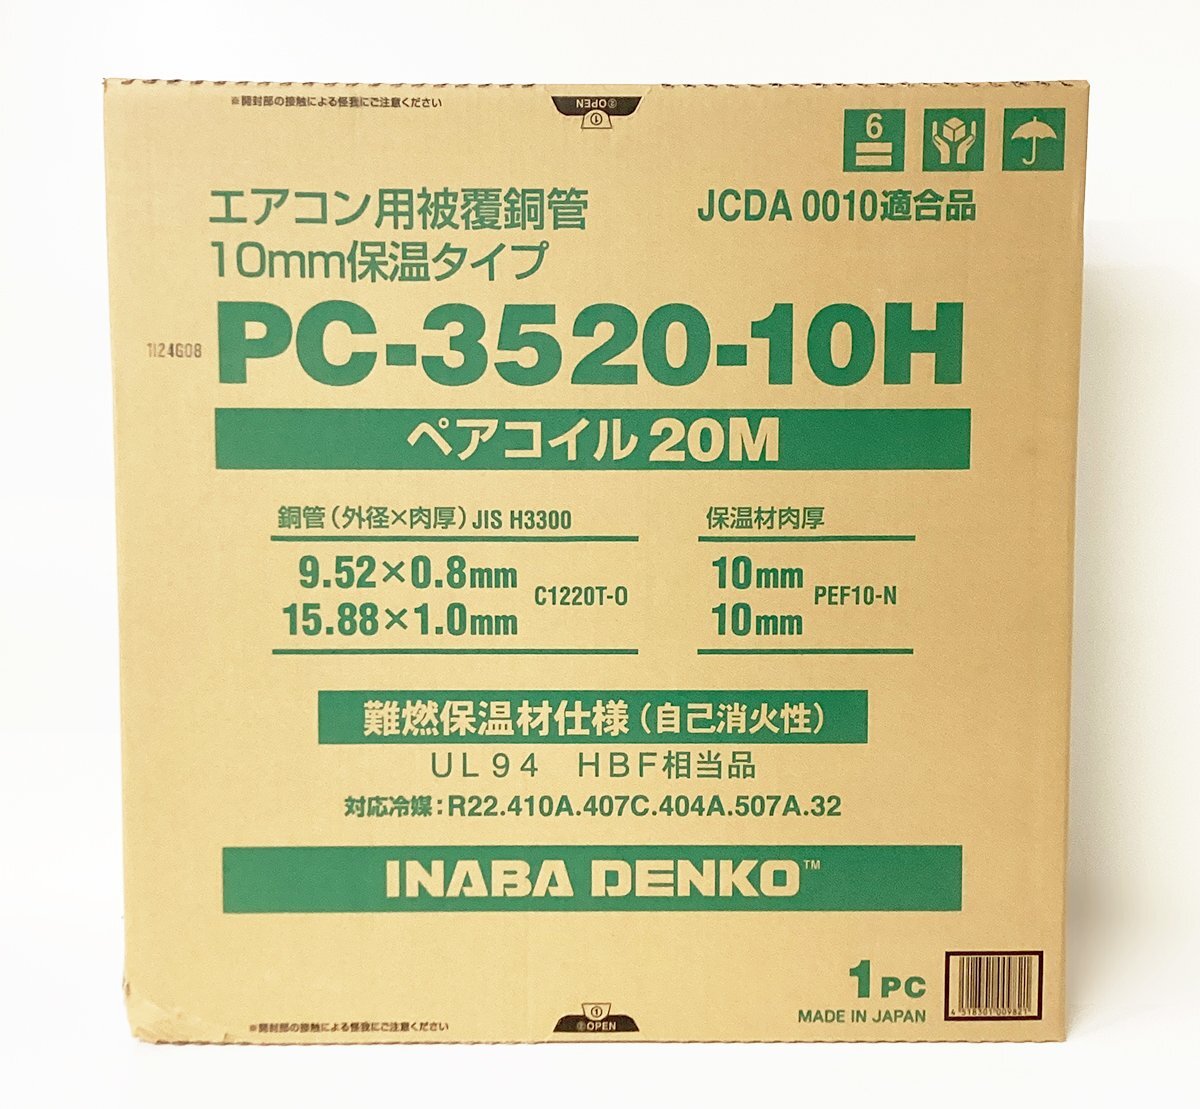 ※開封部の接触による怪我にご注意ください
②OPEN
①
6
エアコン用被覆銅管
JCDA 0010適合品
10mm保温タイプ
1124G08
PC-3520-10H
ペアコイル 20M
銅管（外径×肉厚）JIS H3300
保温材肉厚
9.52×0.8mm
15.88×1.0mm
C1220T-O
10mm
10mm
PEF10-N
難燃保温材仕様（自己消火性）
UL94 HBF相当品
対応冷媒：R22.410A.407C.404A.507A.32
INABA DENKO™
1PC
MADE IN JAPAN
※開封部の接触による怪我にご注意ください
①
②OPEN